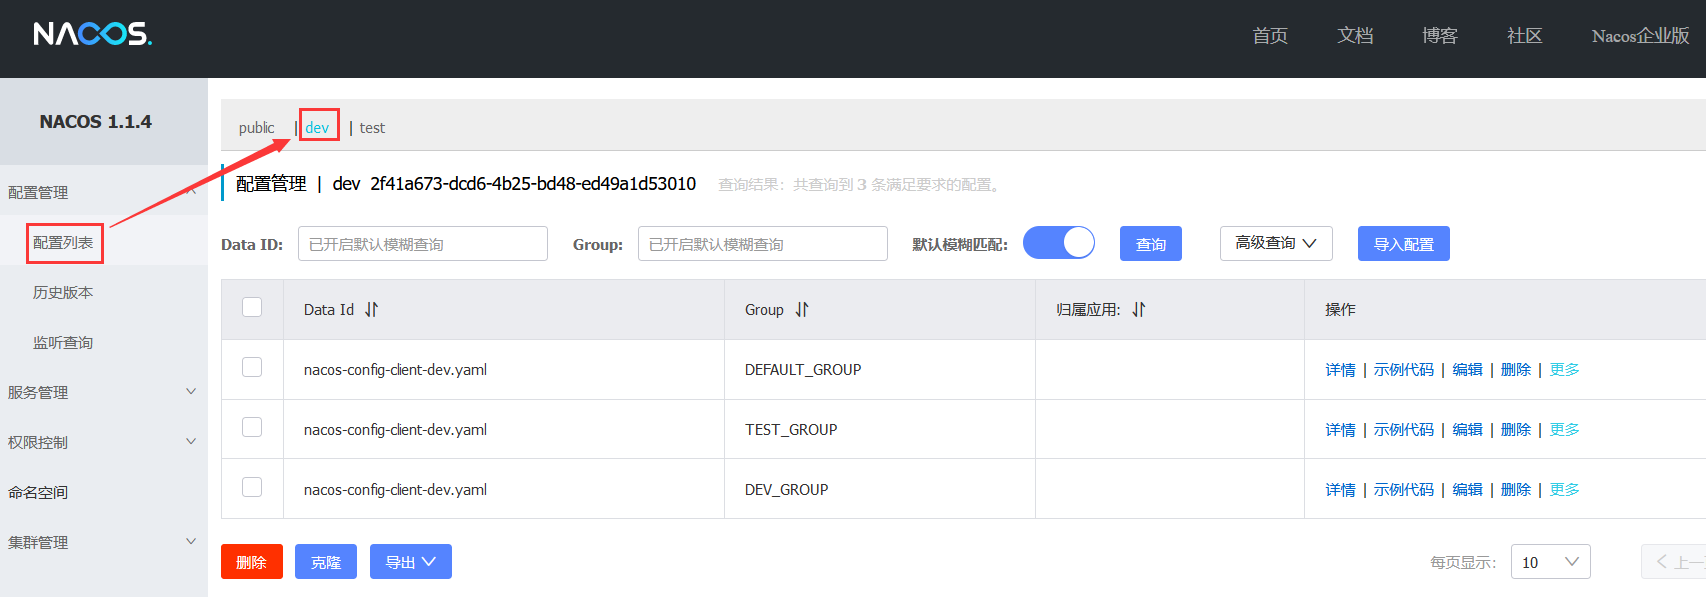 NACOS.
首页 文档 博客 社区 Nacos企业版
NACOS 1.1.4
配置管理
配置列表
历史版本
监听查询
服务管理
权限控制
命名空间
集群管理
public | dev | test
配置管理 | dev 2f41a673-dcd6-4b25-bd48-ed49a1d53010 查询结果：共查询到 3 条满足要求的配置。
Data ID: 已开启默认模糊查询 Group: 已开启默认模糊查询 默认模糊匹配: 查询 高级查询 导入配置
Data Id Group 归属应用: 操作
nacos-config-client-dev.yaml DEFAULT_GROUP 详情 | 示例代码 | 编辑 | 删除 | 更多
nacos-config-client-dev.yaml TEST_GROUP 详情 | 示例代码 | 编辑 | 删除 | 更多
nacos-config-client-dev.yaml DEV_GROUP 详情 | 示例代码 | 编辑 | 删除 | 更多
删除 克隆 导出 每页显示: 10 上一